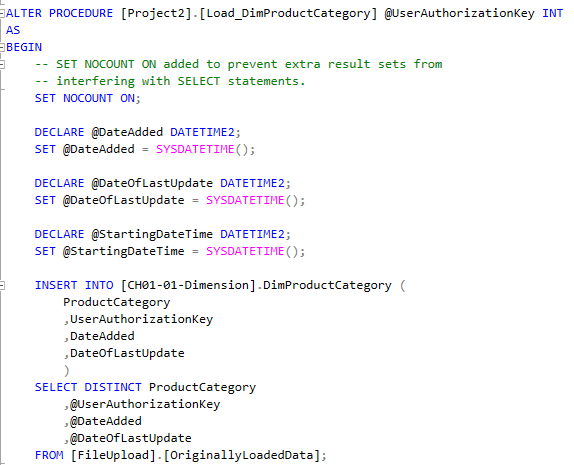 ALTER PROCEDURE [Project2].[Load_DimProductCategory] @UserAuthorizationKey INT
AS
BEGIN
    -- SET NOCOUNT ON added to prevent extra result sets from
    -- interfering with SELECT statements.
    SET NOCOUNT ON;

    DECLARE @DateAdded DATETIME2;
    SET @DateAdded = SYSDATETIME();

    DECLARE @DateOfLastUpdate DATETIME2;
    SET @DateOfLastUpdate = SYSDATETIME();

    DECLARE @StartingDateTime DATETIME2;
    SET @StartingDateTime = SYSDATETIME();

    INSERT INTO [CH01-01-Dimension].DimProductCategory (
        ProductCategory
        ,UserAuthorizationKey
        ,DateAdded
        ,DateOfLastUpdate
        )
    SELECT DISTINCT ProductCategory
        ,@UserAuthorizationKey
        ,@DateAdded
        ,@DateOfLastUpdate
    FROM [FileUpload].[OriginallyLoadedData];